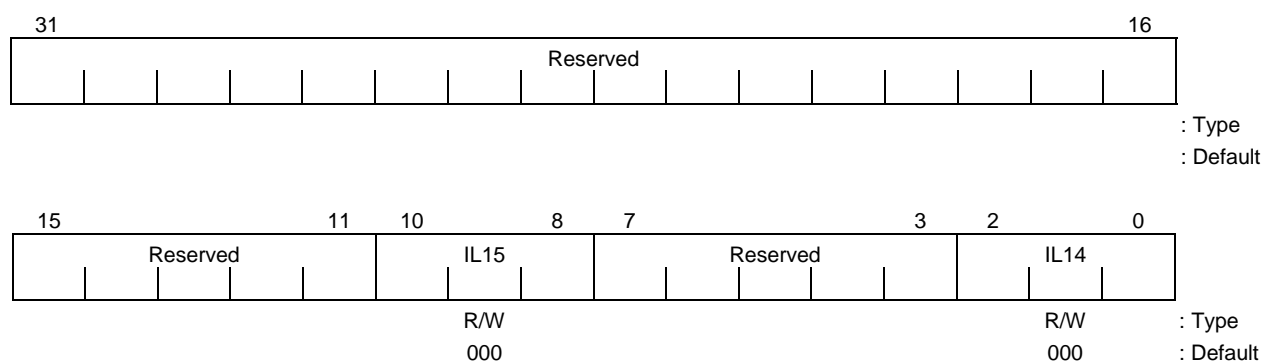 31 16
Reserved
: Type
: Default
15 11 10 8 7 3 2 0
Reserved IL15 Reserved IL14
R/W R/W : Type
000 000 : Default